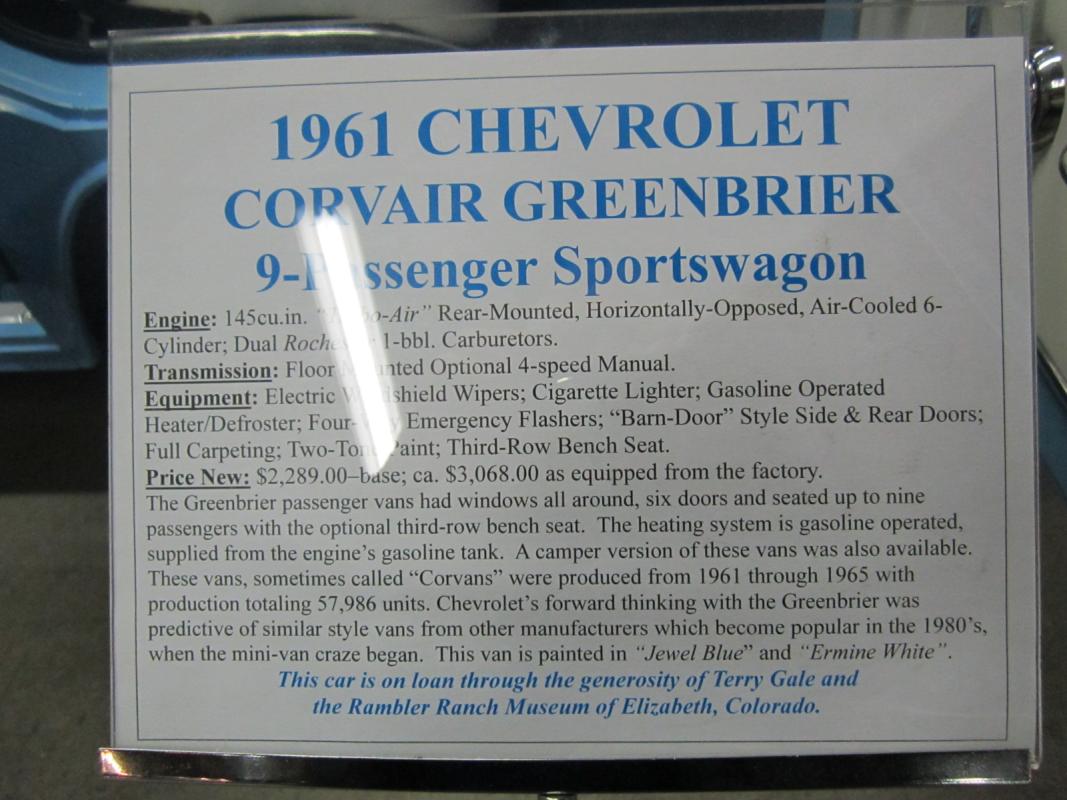 1961 CHEVROLET
CORVAIR GREENBRIER
9-Passenger Sportswagon
Engine: 145cu.in. "Turbo-Air" Rear-Mounted, Horizontally-Opposed, Air-Cooled 6-
Cylinder; Dual Rochester 1-bbl. Carburetors.
Transmission: Floor Mounted Optional 4-speed Manual.
Equipment: Electric Windshield Wipers; Cigarette Lighter; Gasoline Operated
Heater/Defroster; Four- Emergency Flashers; "Barn-Door" Style Side & Rear Doors;
Full Carpeting; Two-Tone Paint; Third-Row Bench Seat.
Price New: $2,289.00–base; ca. $3,068.00 as equipped from the factory.
The Greenbrier passenger vans had windows all around, six doors and seated up to nine
passengers with the optional third-row bench seat. The heating system is gasoline operated,
supplied from the engine's gasoline tank. A camper version of these vans was also available.
These vans, sometimes called "Corvans" were produced from 1961 through 1965 with
production totaling 57,986 units. Chevrolet's forward thinking with the Greenbrier was
predictive of similar style vans from other manufacturers which become popular in the 1980's,
when the mini-van craze began. This van is painted in "Jewel Blue" and "Ermine White".
This car is on loan through the generosity of Terry Gale and
the Rambler Ranch Museum of Elizabeth, Colorado.